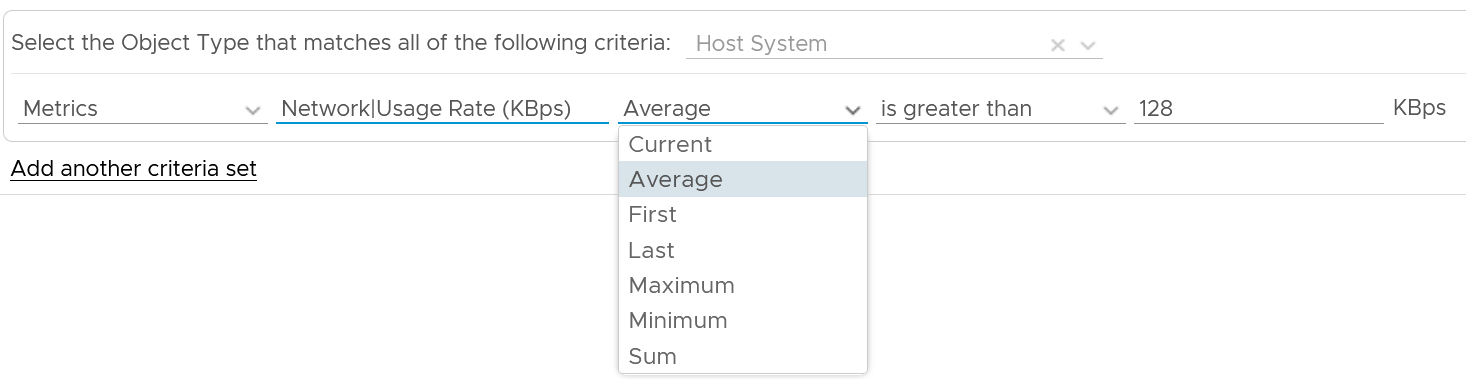 Select the Object Type that matches all of the following criteria: Host System
Metrics Network|Usage Rate (KBps) Average is greater than 128 KBps
Current
Add another criteria set
Average
First
Last
Maximum
Minimum
Sum